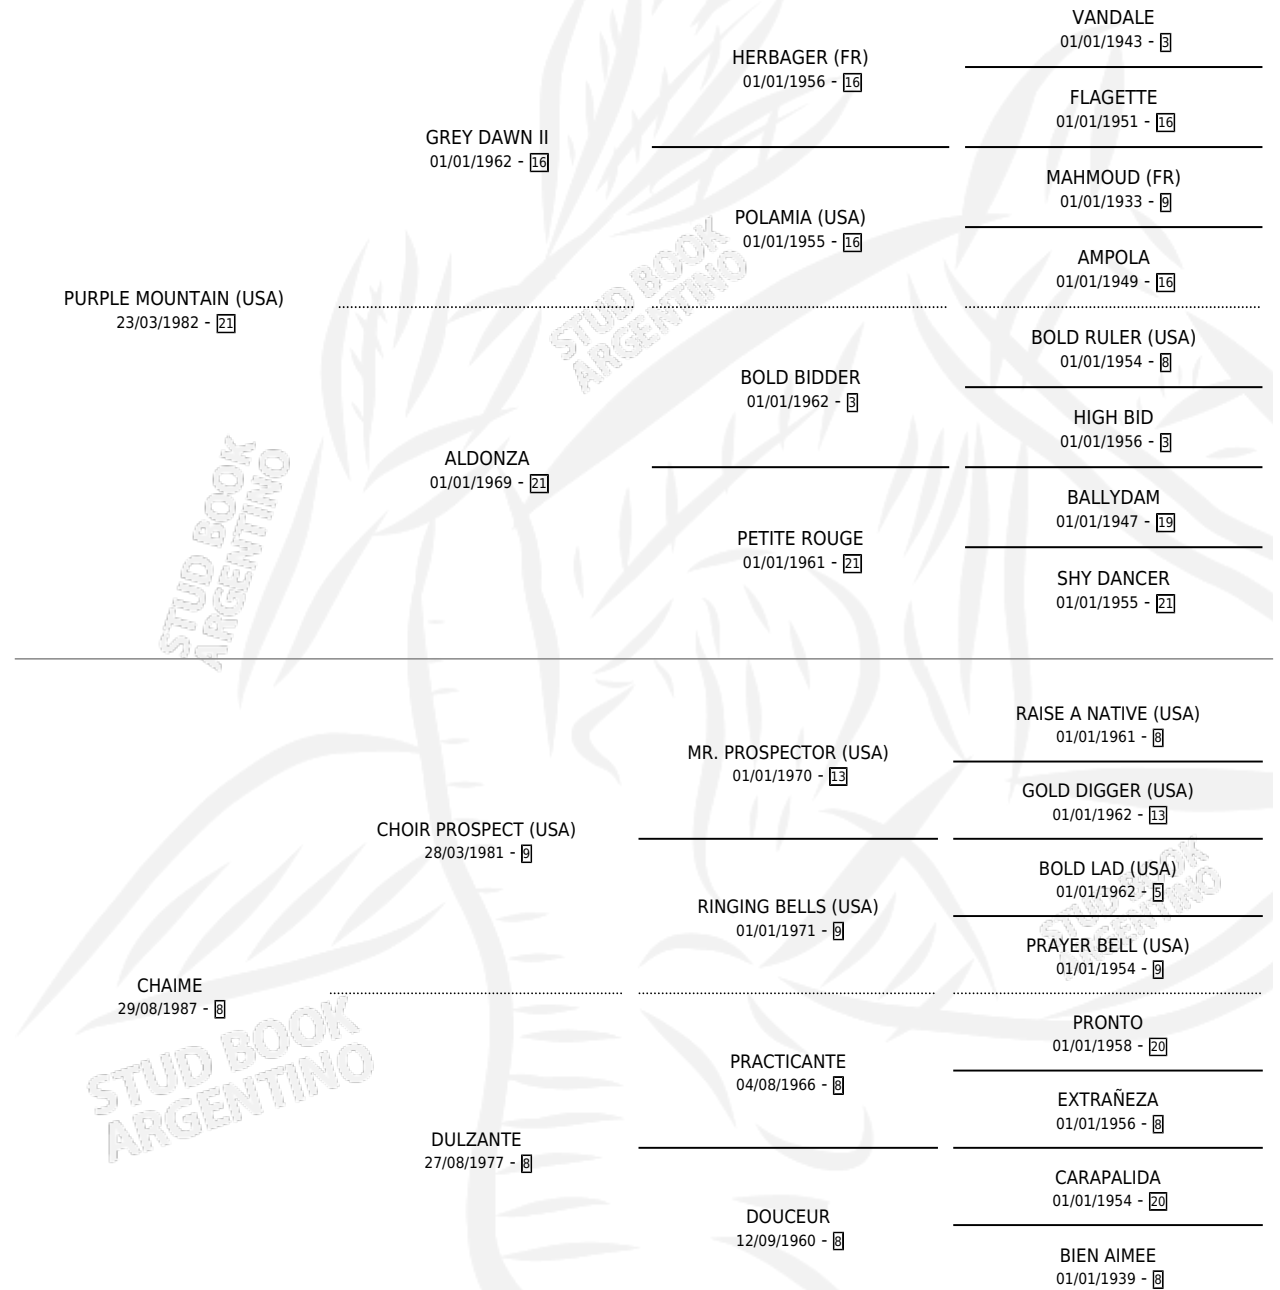 VANDALE
01/01/1943 - 3
HERBAGER (FR)
01/01/1956 - 16
FLAGETTE
01/01/1951 - 16
GREY DAWN II
01/01/1962 - 16
MAHMOUD (FR)
01/01/1933 - 9
POLAMIA (USA)
01/01/1955 - 16
AMPOLA
01/01/1949 - 16
PURPLE MOUNTAIN (USA)
23/03/1982 - 21
BOLD RULER (USA)
01/01/1954 - 8
BOLD BIDDER
01/01/1962 - 3
HIGH BID
01/01/1956 - 3
ALDONZA
01/01/1969 - 21
BALLYDAM
01/01/1947 - 19
PETITE ROUGE
01/01/1961 - 21
SHY DANCER
01/01/1955 - 21
RAISE A NATIVE (USA)
01/01/1961 - 8
MR. PROSPECTOR (USA)
01/01/1970 - 13
GOLD DIGGER (USA)
01/01/1962 - 13
CHOIR PROSPECT (USA)
28/03/1981 - 9
BOLD LAD (USA)
01/01/1962 - 5
RINGING BELLS (USA)
01/01/1971 - 9
PRAYER BELL (USA)
01/01/1954 - 9
CHAIME
29/08/1987 - 8
PRONTO
01/01/1958 - 20
PRACTICANTE
04/08/1966 - 8
EXTRAÑEZA
01/01/1956 - 8
DULZANTE
27/08/1977 - 8
CARAPALIDA
01/01/1954 - 20
DOUCEUR
12/09/1960 - 8
BIEN AIMEE
01/01/1939 - 8
STUD BOOK
ARGENTINO
STUD BOOK
ARGENTINO
STUD BOOK
ARGENTINO
STUD BOOK
ARGENTINO